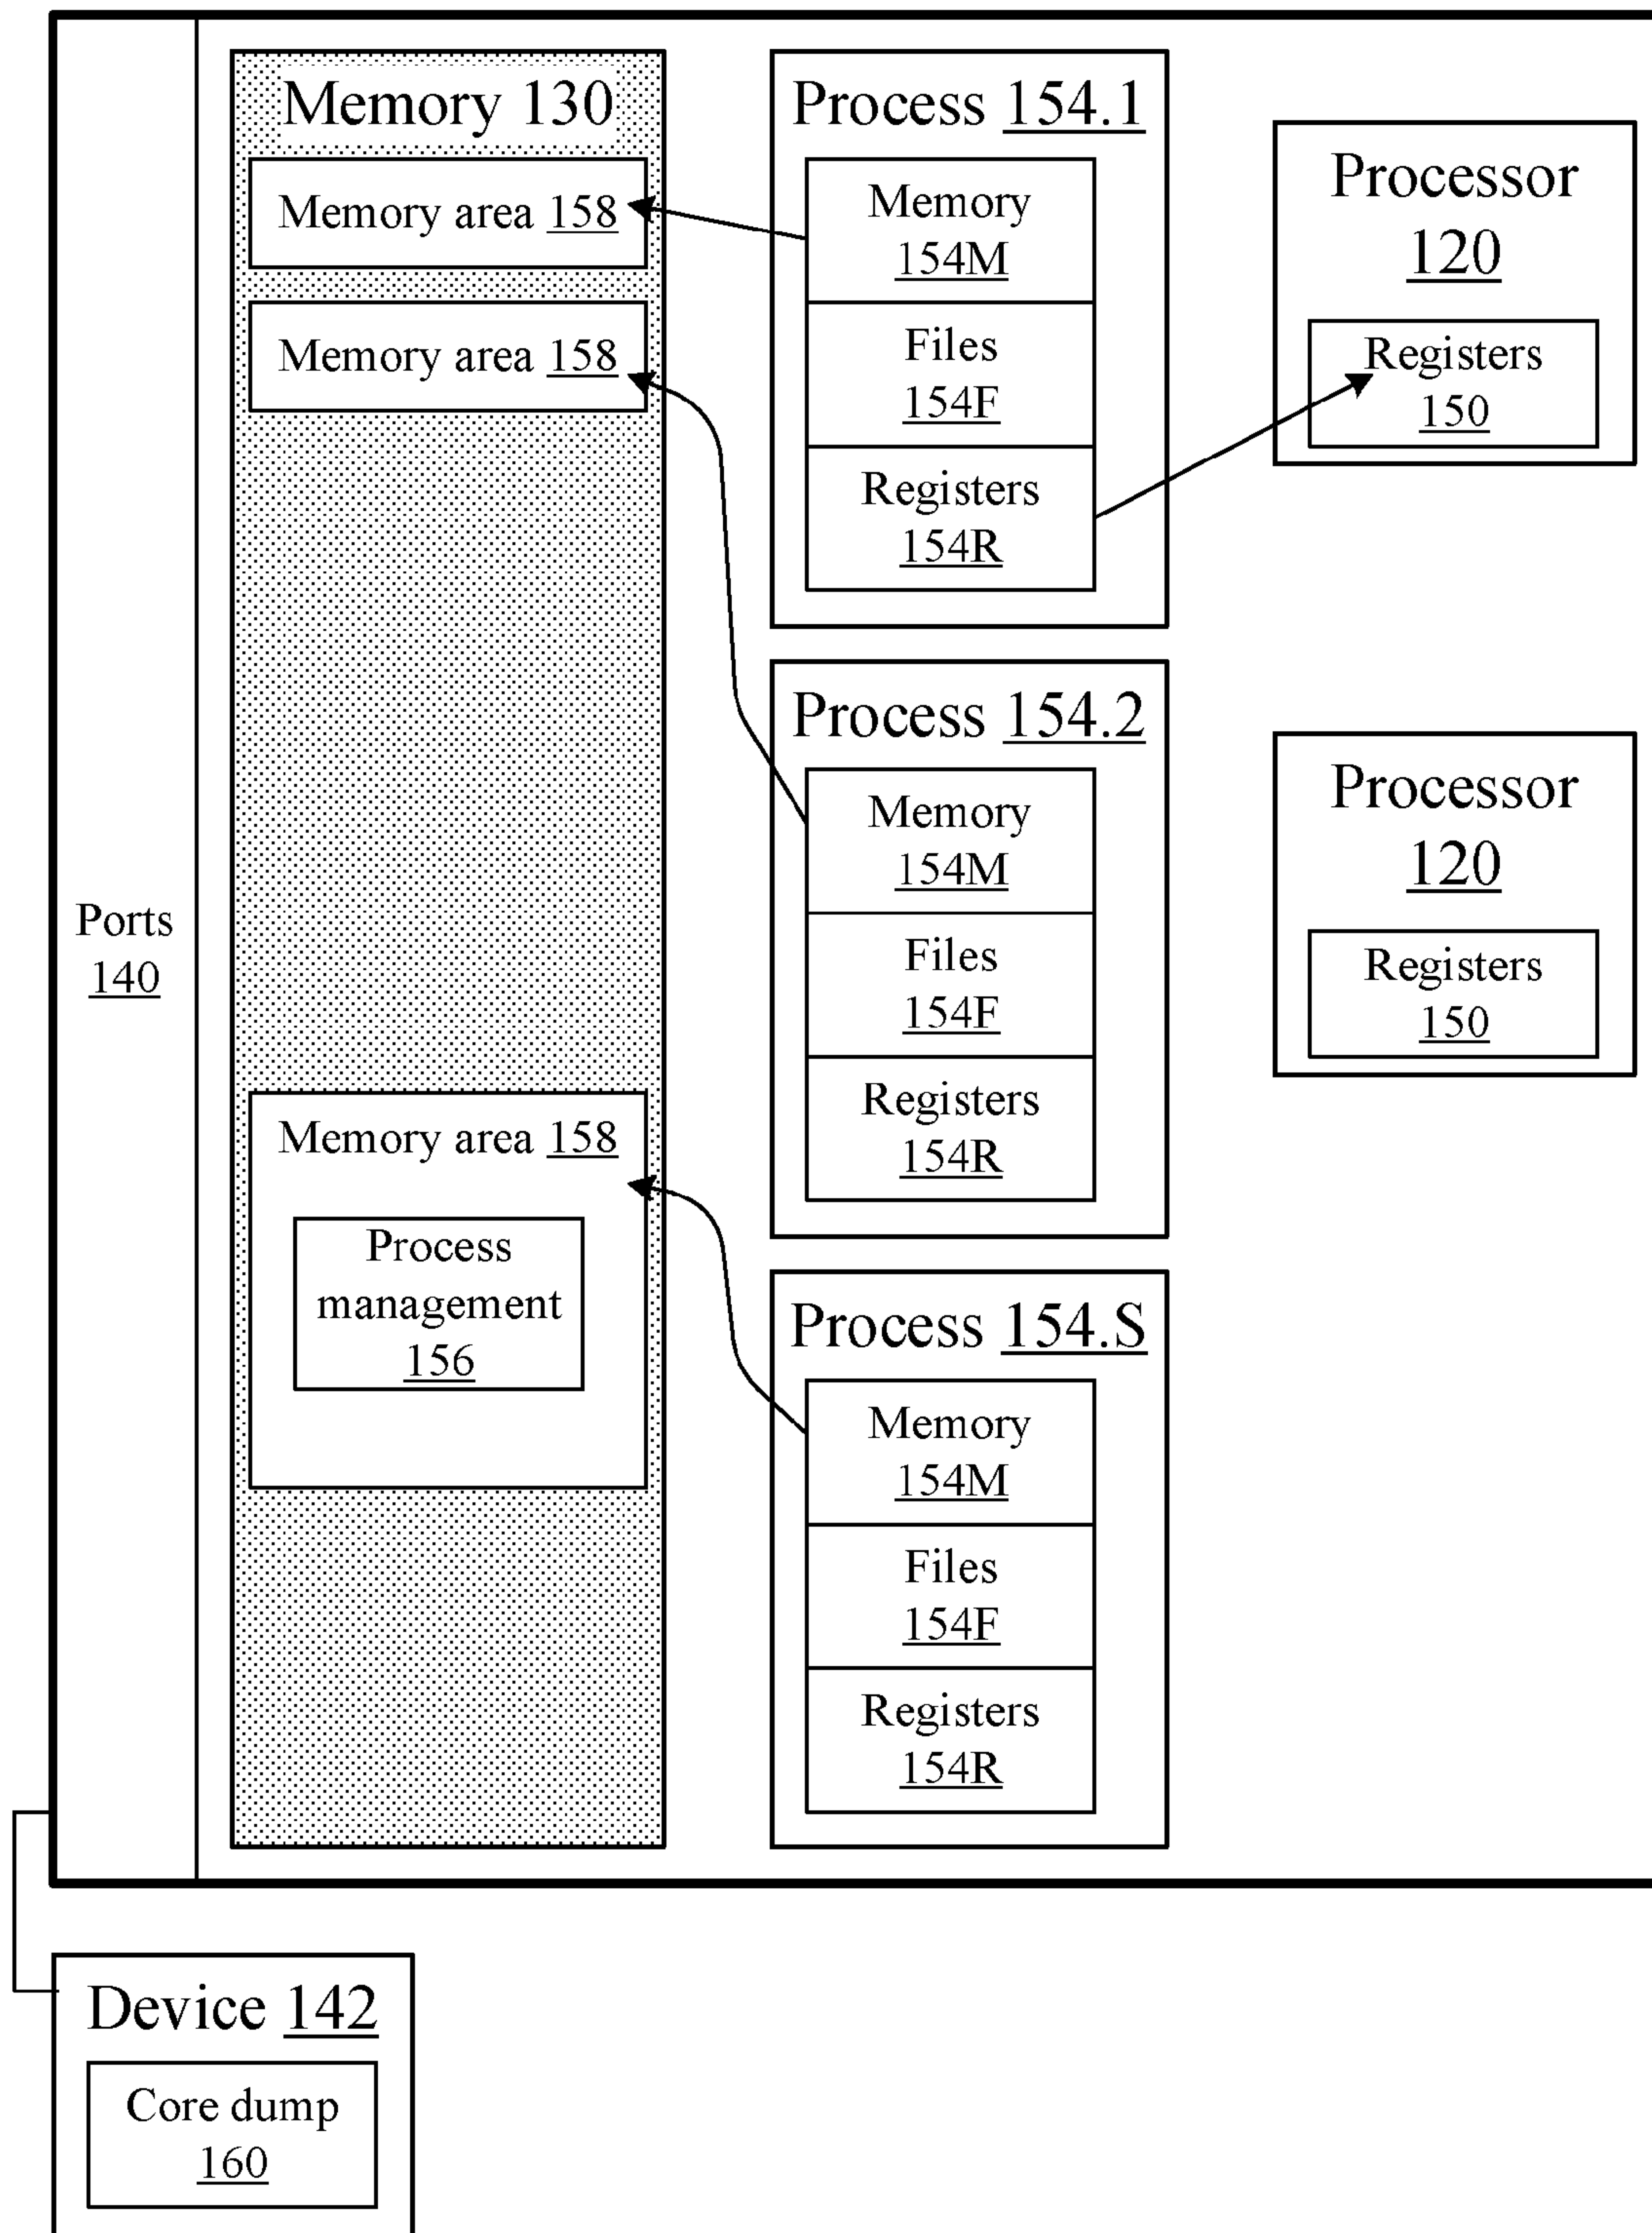 Ports
140
Memory 130
Memory area 158
Memory area 158
Memory area 158
Process
management
156
Process 154.1
Memory
154M
Files
154F
Registers
154R
Process 154.2
Memory
154M
Files
154F
Registers
154R
Process 154.S
Memory
154M
Files
154F
Registers
154R
Processor
120
Registers
150
Processor
120
Registers
150
Device 142
Core dump
160